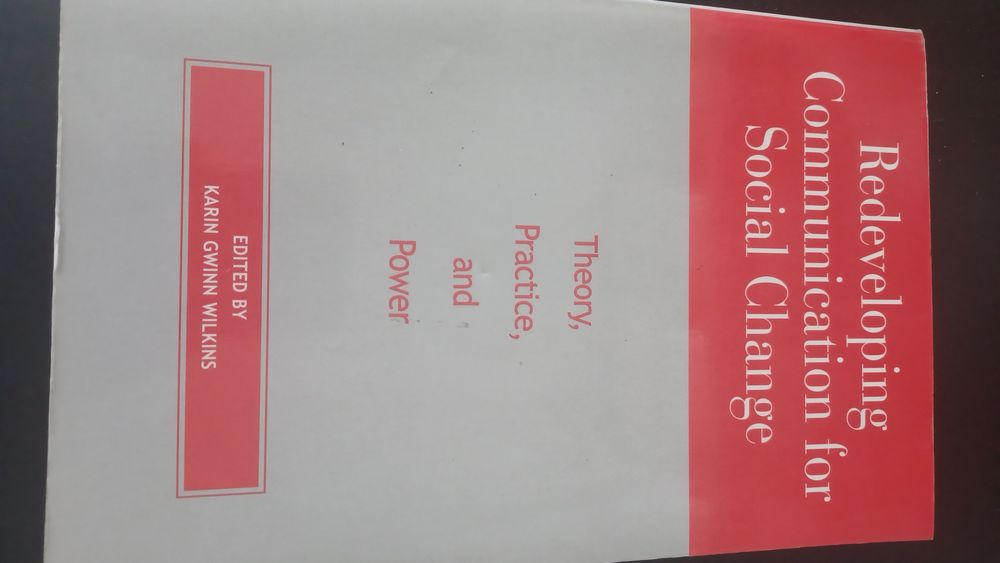 Redeveloping
Communication for
Social Change
Theory,
Practice,
and
Power
EDITED BY
KARIN GWINN WILKINS